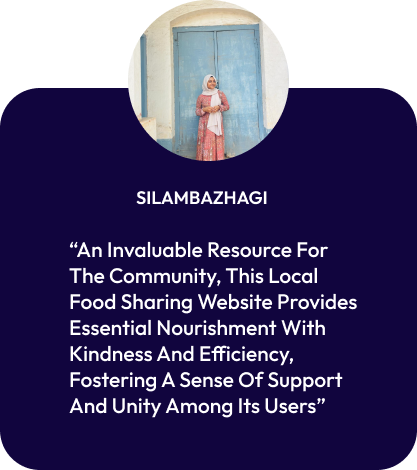 SILAMBAZHAGI
“An Invaluable Resource For
The Community, This Local
Food Sharing Website Provides
Essential Nourishment With
Kindness And Efficiency,
Fostering A Sense Of Support
And Unity Among Its Users”